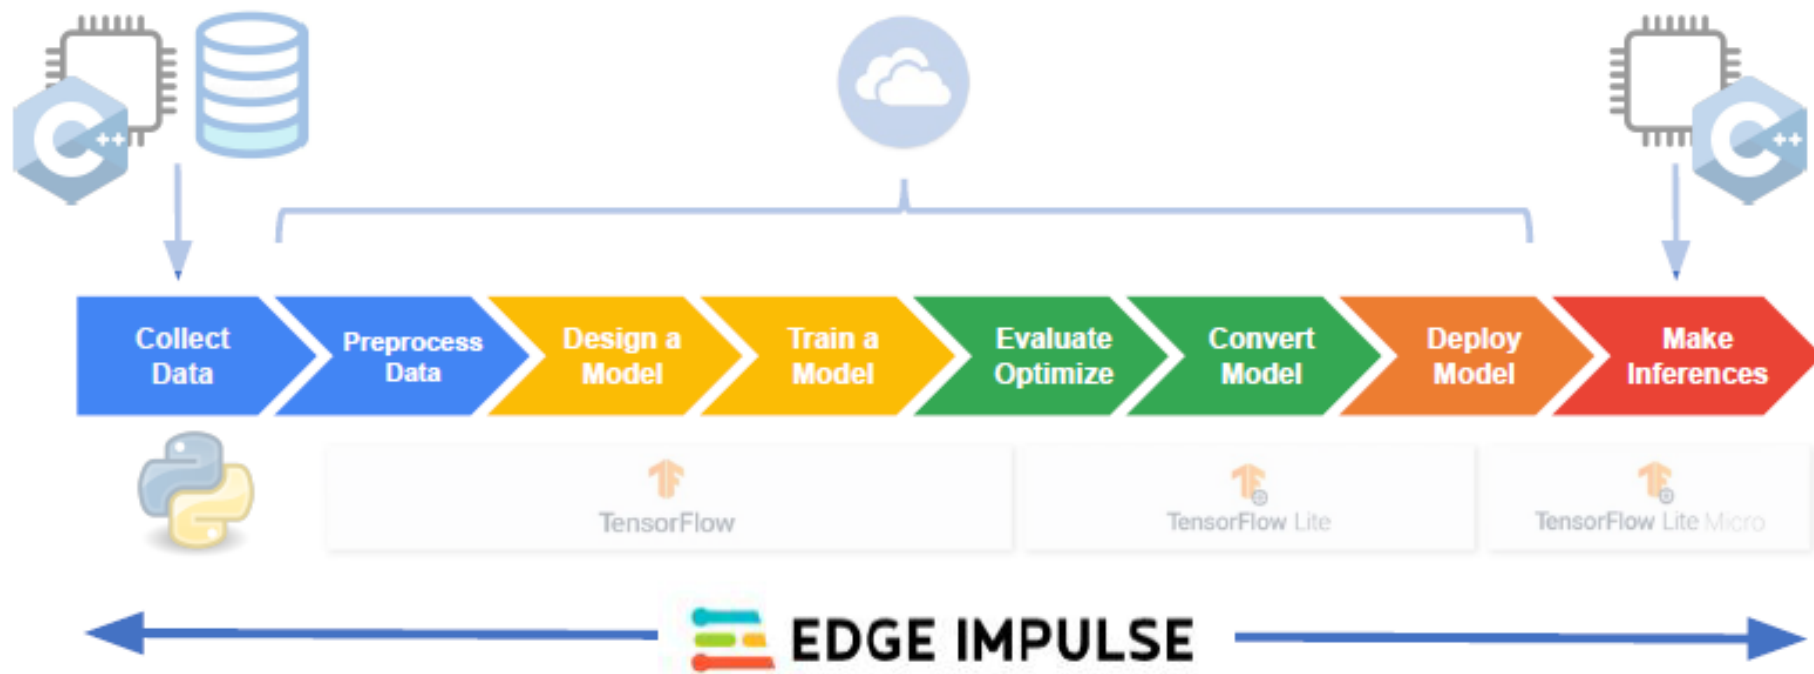 C++
C++
Collect
Data
Preprocess
Data
Design a
Model
Train a
Model
Evaluate
Optimize
Convert
Model
Deploy
Model
Make
Inferences
TensorFlow
TensorFlow Lite
TensorFlow Lite Micro
EDGE IMPULSE